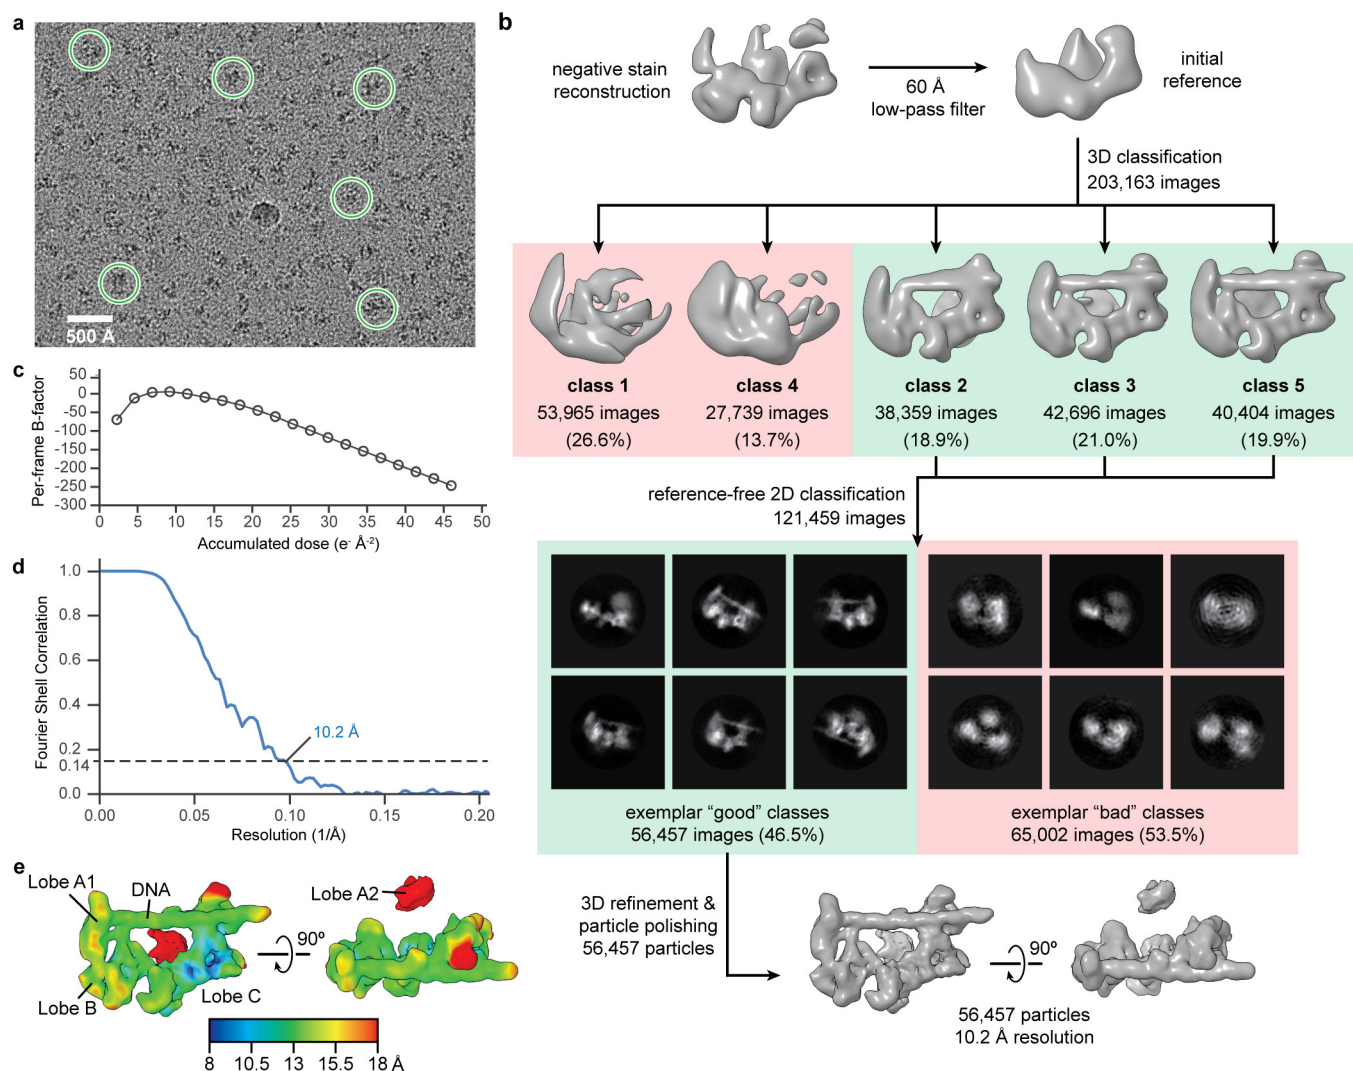 a
500 Å
b
negative stain
reconstruction
60 Å
low-pass filter
initial
reference
3D classification
203,163 images
class 1
53,965 images
(26.6%)
class 4
27,739 images
(13.7%)
class 2
38,359 images
(18.9%)
class 3
42,696 images
(21.0%)
class 5
40,404 images
(19.9%)
reference-free 2D classification
121,459 images
exemplar “good” classes
56,457 images (46.5%)
exemplar “bad” classes
65,002 images (53.5%)
3D refinement &
particle polishing
56,457 particles
90º
56,457 particles
10.2 Å resolution
c
Per-frame B-factor
50
0
-50
-100
-150
-200
-250
-300
0 5 10 15 20 25 30 35 40 45 50
Accumulated dose (e⁻ Å⁻²)
d
Fourier Shell Correlation
1.0
0.8
0.6
0.4
0.2
0.14
0.0
10.2 Å
0.00 0.05 0.10 0.15 0.20
Resolution (1/Å)
e
Lobe A1
DNA
Lobe A2
90º
Lobe B
Lobe C
8 10.5 13 15.5 18 Å